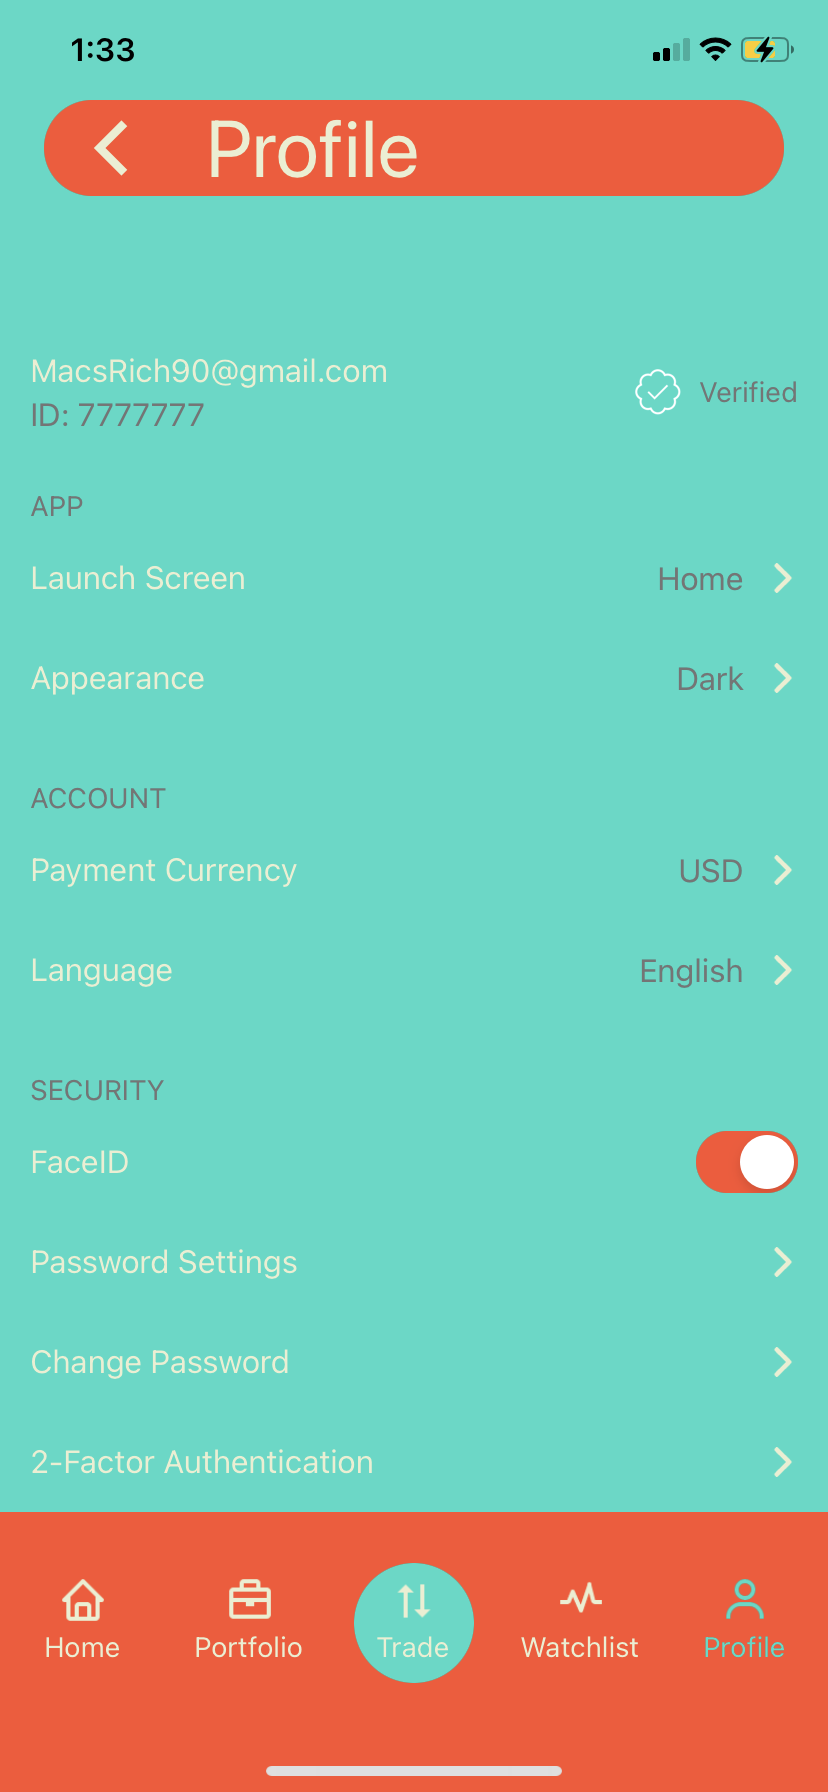 1:33
Profile
MacsRich90@gmail.com
ID: 7777777
Verified
APP
Launch Screen Home
Appearance Dark
ACCOUNT
Payment Currency USD
Language English
SECURITY
FaceID
Password Settings
Change Password
2-Factor Authentication
Home Portfolio Trade Watchlist Profile